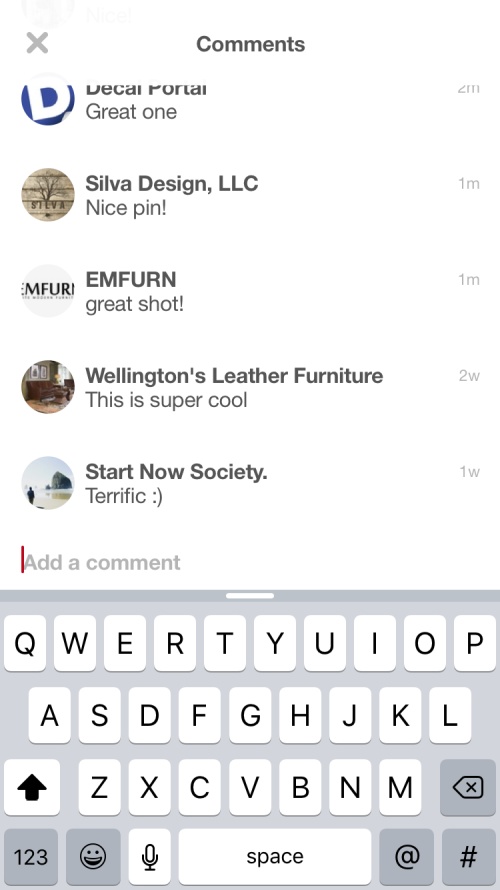 Nice!
Comments
Decal Portal
2m
Great one
Silva Design, LLC
1m
Nice pin!
SILVA
EMFURN
1m
great shot!
EMFURN
Wellington's Leather Furniture
2w
This is super cool
Start Now Society.
1w
Terrific :)
Add a comment
Q W E R T Y U I O P
A S D F G H J K L
Z X C V B N M
123 space @ #